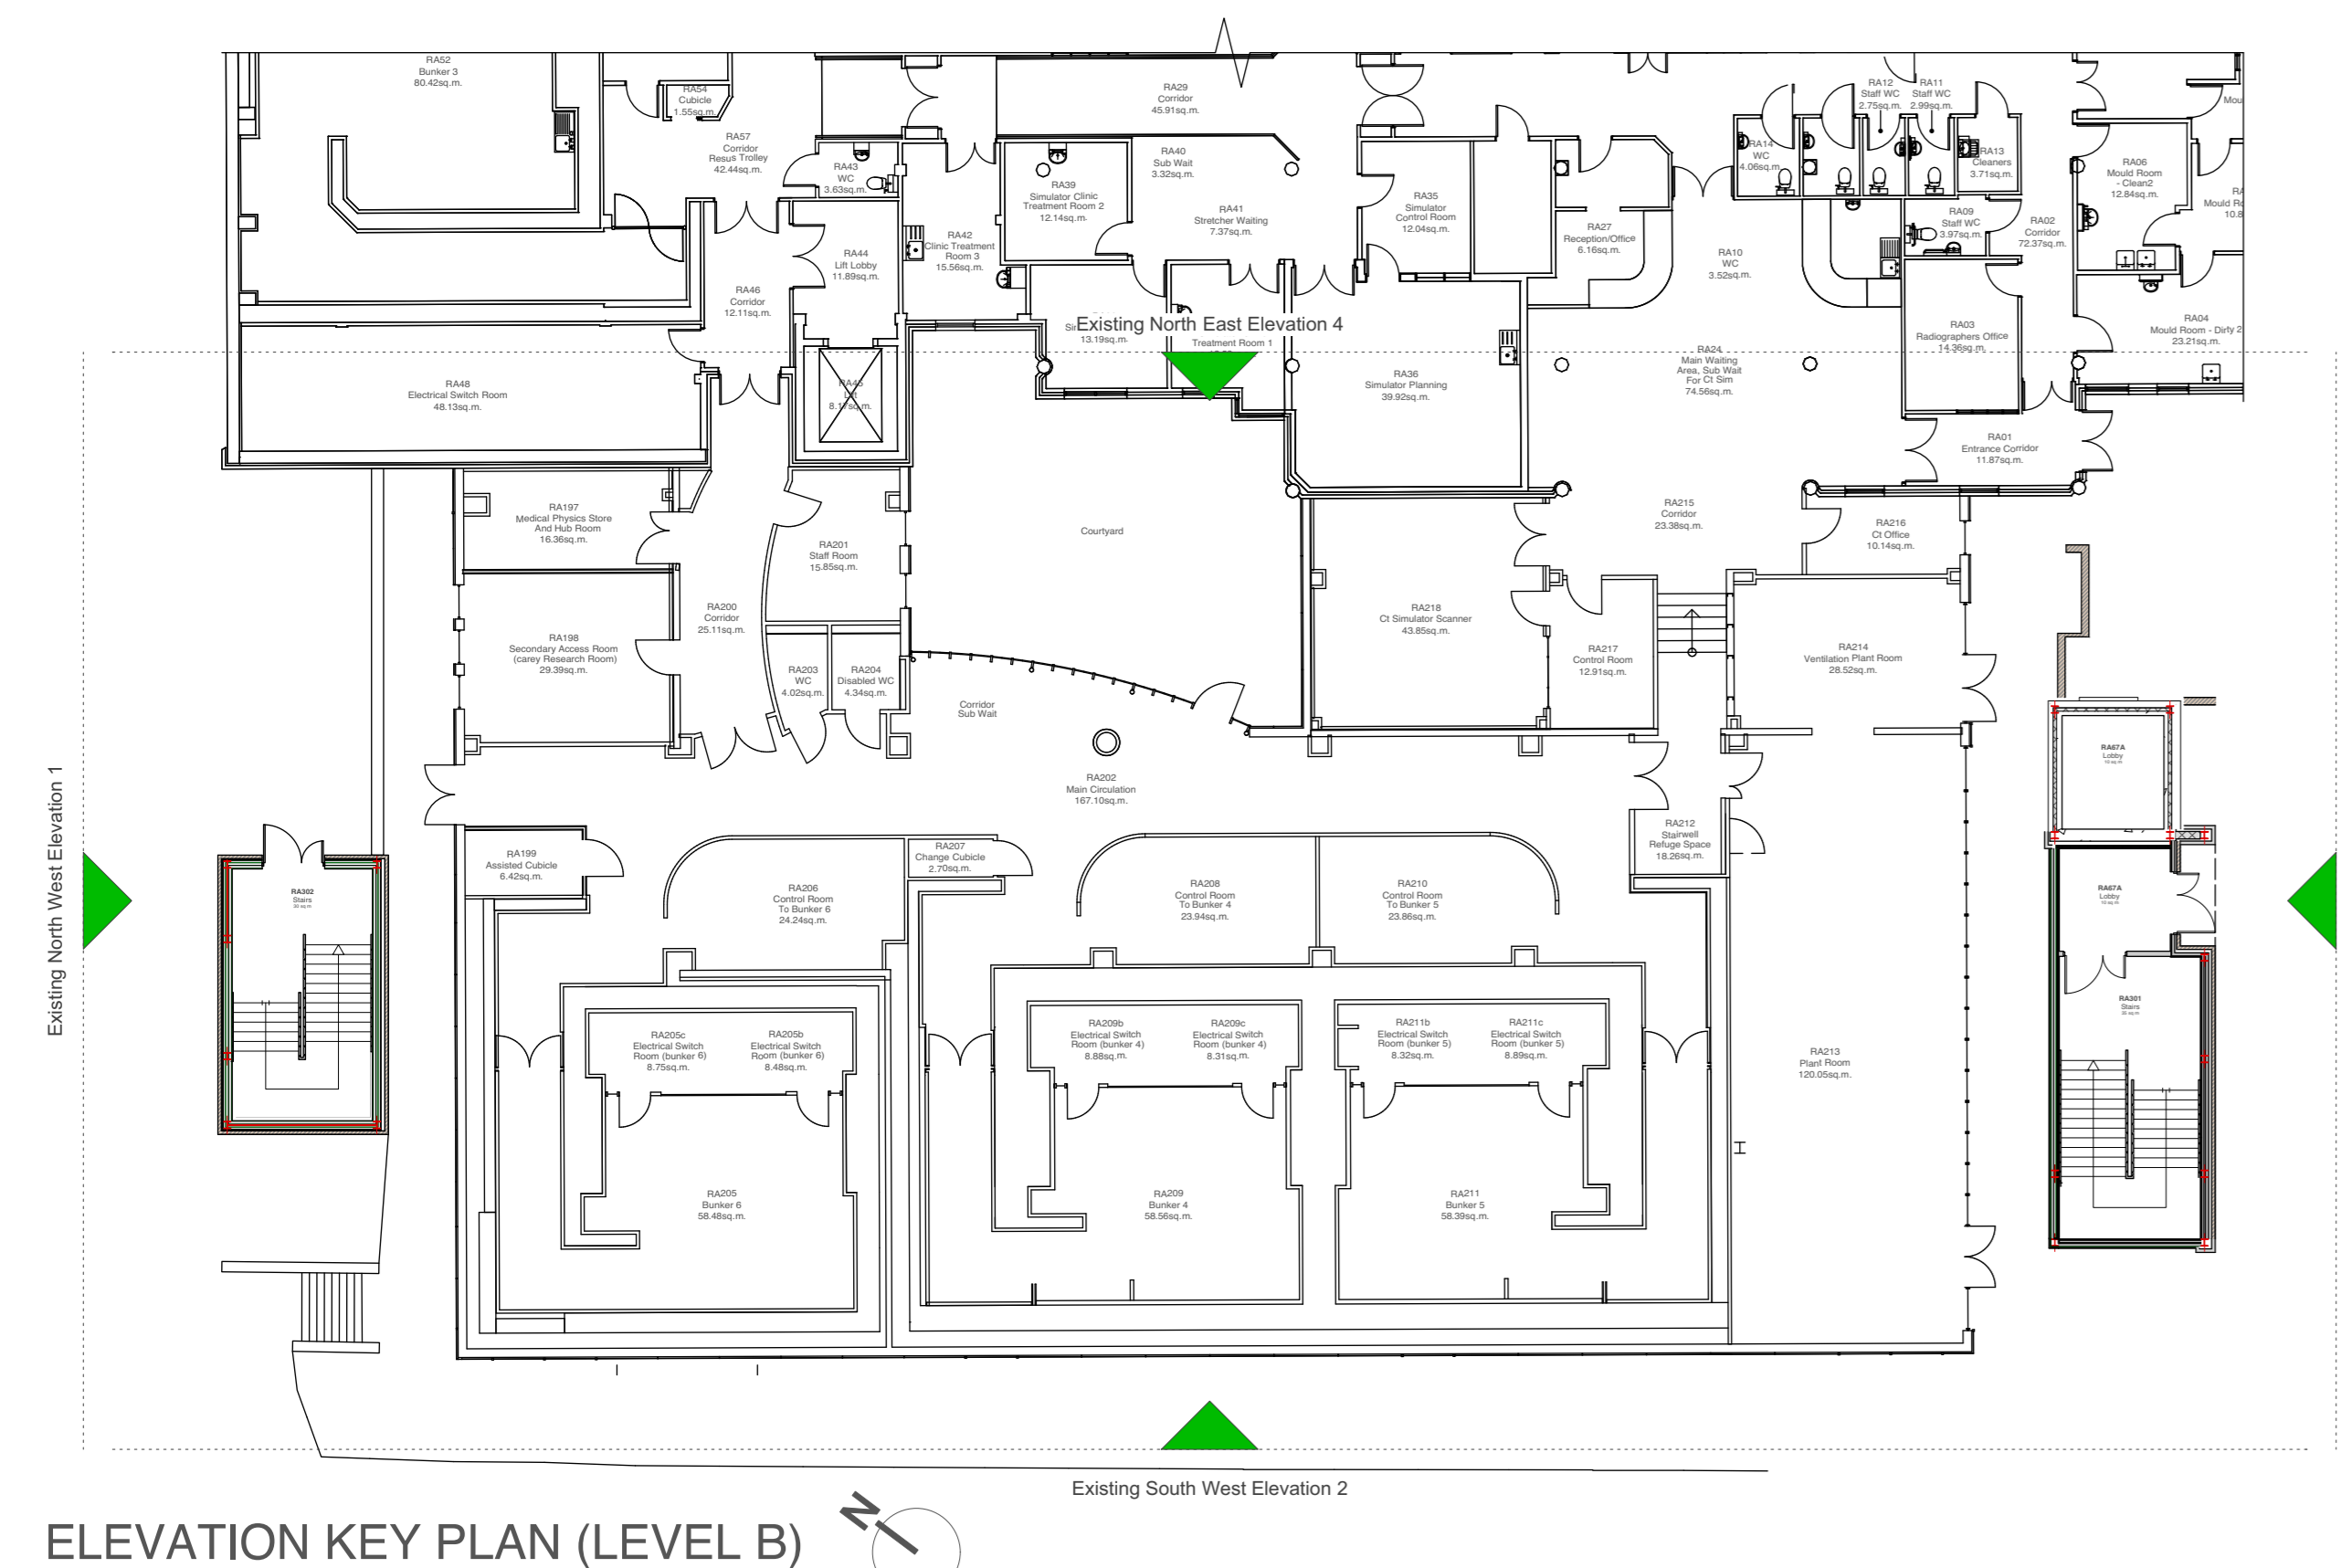 RA52
Bunker 3
80.42sq.m.
RA54
Cubicle
1.55sq.m.
RA57
Corridor
Resus Trolley
42.44sq.m.
RA43
WC
3.63sq.m.
RA29
Corridor
45.91sq.m.
RA40
Sub Wait
3.32sq.m.
RA39
Simulator Clinic
Treatment Room 2
12.14sq.m.
RA41
Stretcher Waiting
7.37sq.m.
RA35
Simulator
Control Room
12.04sq.m.
RA27
Reception/Office
6.16sq.m.
RA14
WC
4.06sq.m.
RA12
Staff WC
2.75sq.m.
RA11
Staff WC
2.99sq.m.
RA13
Cleaners
3.71sq.m.
RA06
Mould Room
- Clean2
12.84sq.m.
RA09
Staff WC
3.97sq.m.
RA02
Corridor
72.37sq.m.
RA10
WC
3.52sq.m.
RA42
Clinic Treatment
Room 3
15.56sq.m.
RA44
Lift Lobby
11.89sq.m.
RA46
Corridor
12.11sq.m.
13.19sq.m.
Existing North East Elevation 4
Treatment Room 1
RA03
Radiographers Office
14.36sq.m.
RA04
Mould Room - Dirty 2
23.21sq.m.
RA24
Main Waiting
Area, Sub Wait
For Ct Sim
74.56sq.m.
RA36
Simulator Planning
39.92sq.m.
RA48
Electrical Switch Room
48.13sq.m.
RA45
Lift
8.17sq.m.
RA01
Entrance Corridor
11.87sq.m.
RA197
Medical Physics Store
And Hub Room
16.36sq.m.
RA201
Staff Room
15.85sq.m.
Courtyard
RA215
Corridor
23.38sq.m.
RA216
Ct Office
10.14sq.m.
RA200
Corridor
25.11sq.m.
RA198
Secondary Access Room
(carey Research Room)
29.39sq.m.
RA203
WC
4.02sq.m.
RA204
Disabled WC
4.34sq.m.
RA218
Ct Simulator Scanner
43.85sq.m.
RA217
Control Room
12.91sq.m.
RA214
Ventilation Plant Room
28.52sq.m.
Corridor
Sub Wait
RA202
Main Circulation
167.10sq.m.
RA67A
Lobby
10 sq.m
Existing North West Elevation 1
RA302
Stairs
30 sq.m
RA199
Assisted Cubicle
6.42sq.m.
RA206
Control Room
To Bunker 6
24.24sq.m.
RA207
Change Cubicle
2.70sq.m.
RA208
Control Room
To Bunker 4
23.94sq.m.
RA210
Control Room
To Bunker 5
23.86sq.m.
RA212
Stairwell
Refuge Space
18.26sq.m.
RA67A
Lobby
10 sq.m
RA301
Stairs
30 sq.m
RA205c
Electrical Switch
Room (bunker 6)
8.75sq.m.
RA205b
Electrical Switch
Room (bunker 6)
8.48sq.m.
RA209b
Electrical Switch
Room (bunker 4)
8.88sq.m.
RA209c
Electrical Switch
Room (bunker 4)
8.31sq.m.
RA211b
Electrical Switch
Room (bunker 5)
8.32sq.m.
RA211c
Electrical Switch
Room (bunker 5)
8.89sq.m.
RA213
Plant Room
120.05sq.m.
RA205
Bunker 6
58.48sq.m.
RA209
Bunker 4
58.56sq.m.
RA211
Bunker 5
58.39sq.m.
Existing South West Elevation 2
ELEVATION KEY PLAN (LEVEL B)
N